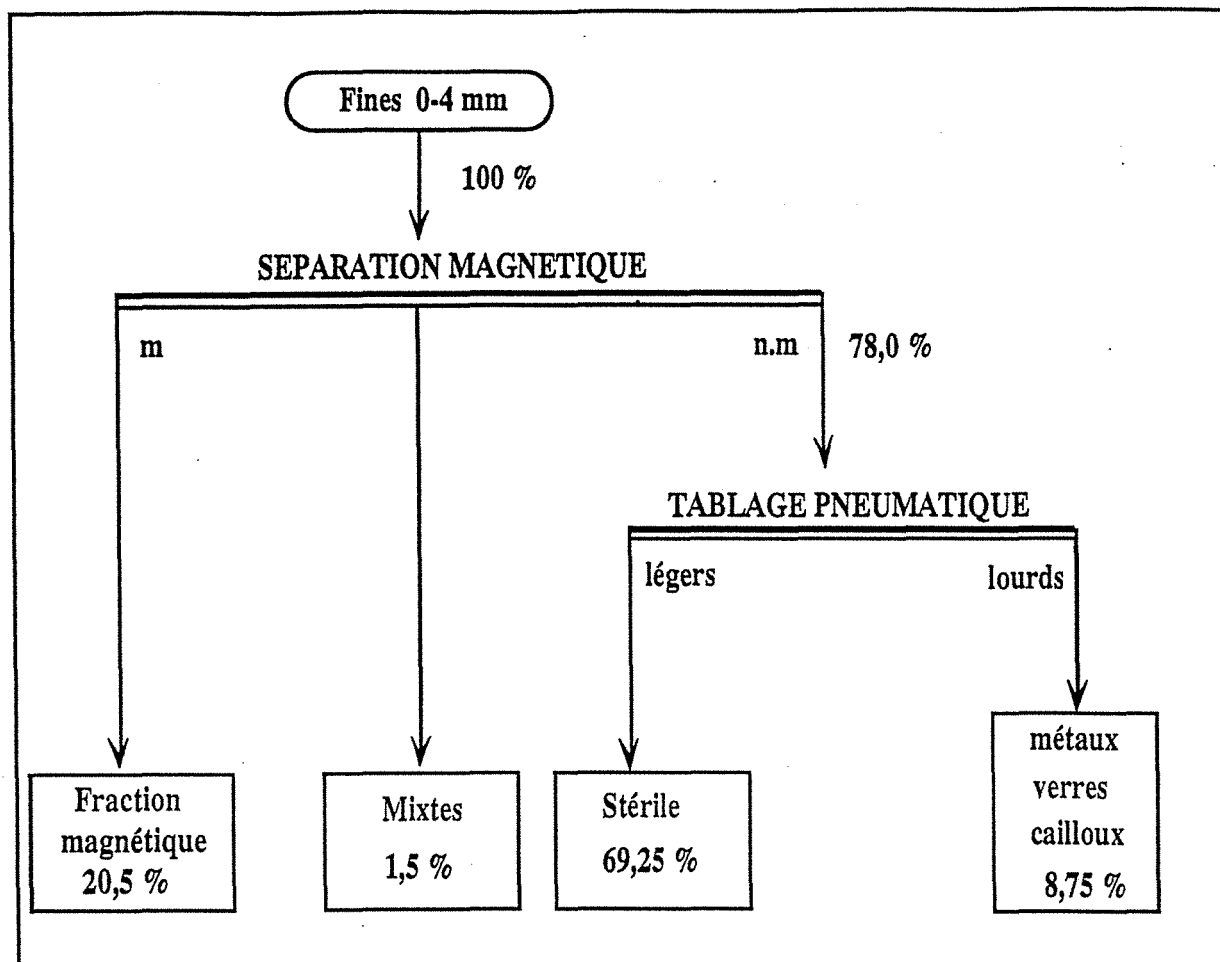 Fines 0-4 mm
100 %
SEPARATION MAGNETIQUE
m
n.m
78,0 %
TABLAGE PNEUMATIQUE
légers
lourds
Fraction
magnétique
20,5 %
Mixtes
1,5 %
Stérile
69,25 %
métaux
verres
cailloux
8,75 %